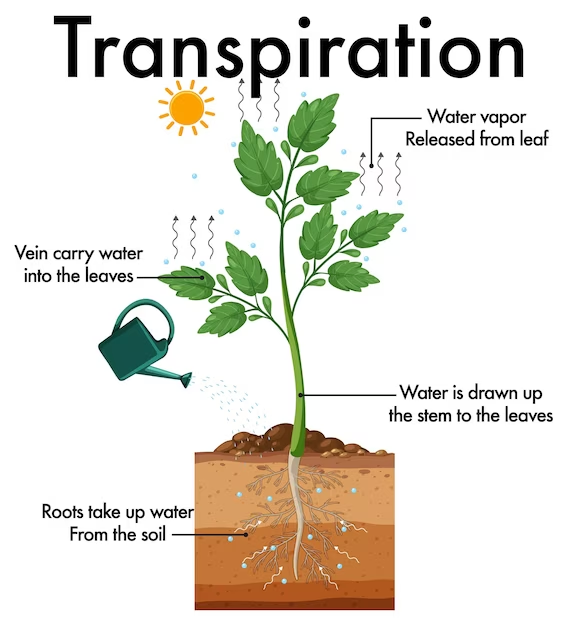 Transpiration
Water vapor
Released from leaf
Vein carry water
into the leaves
Water is drawn up
the stem to the leaves
Roots take up water
From the soil